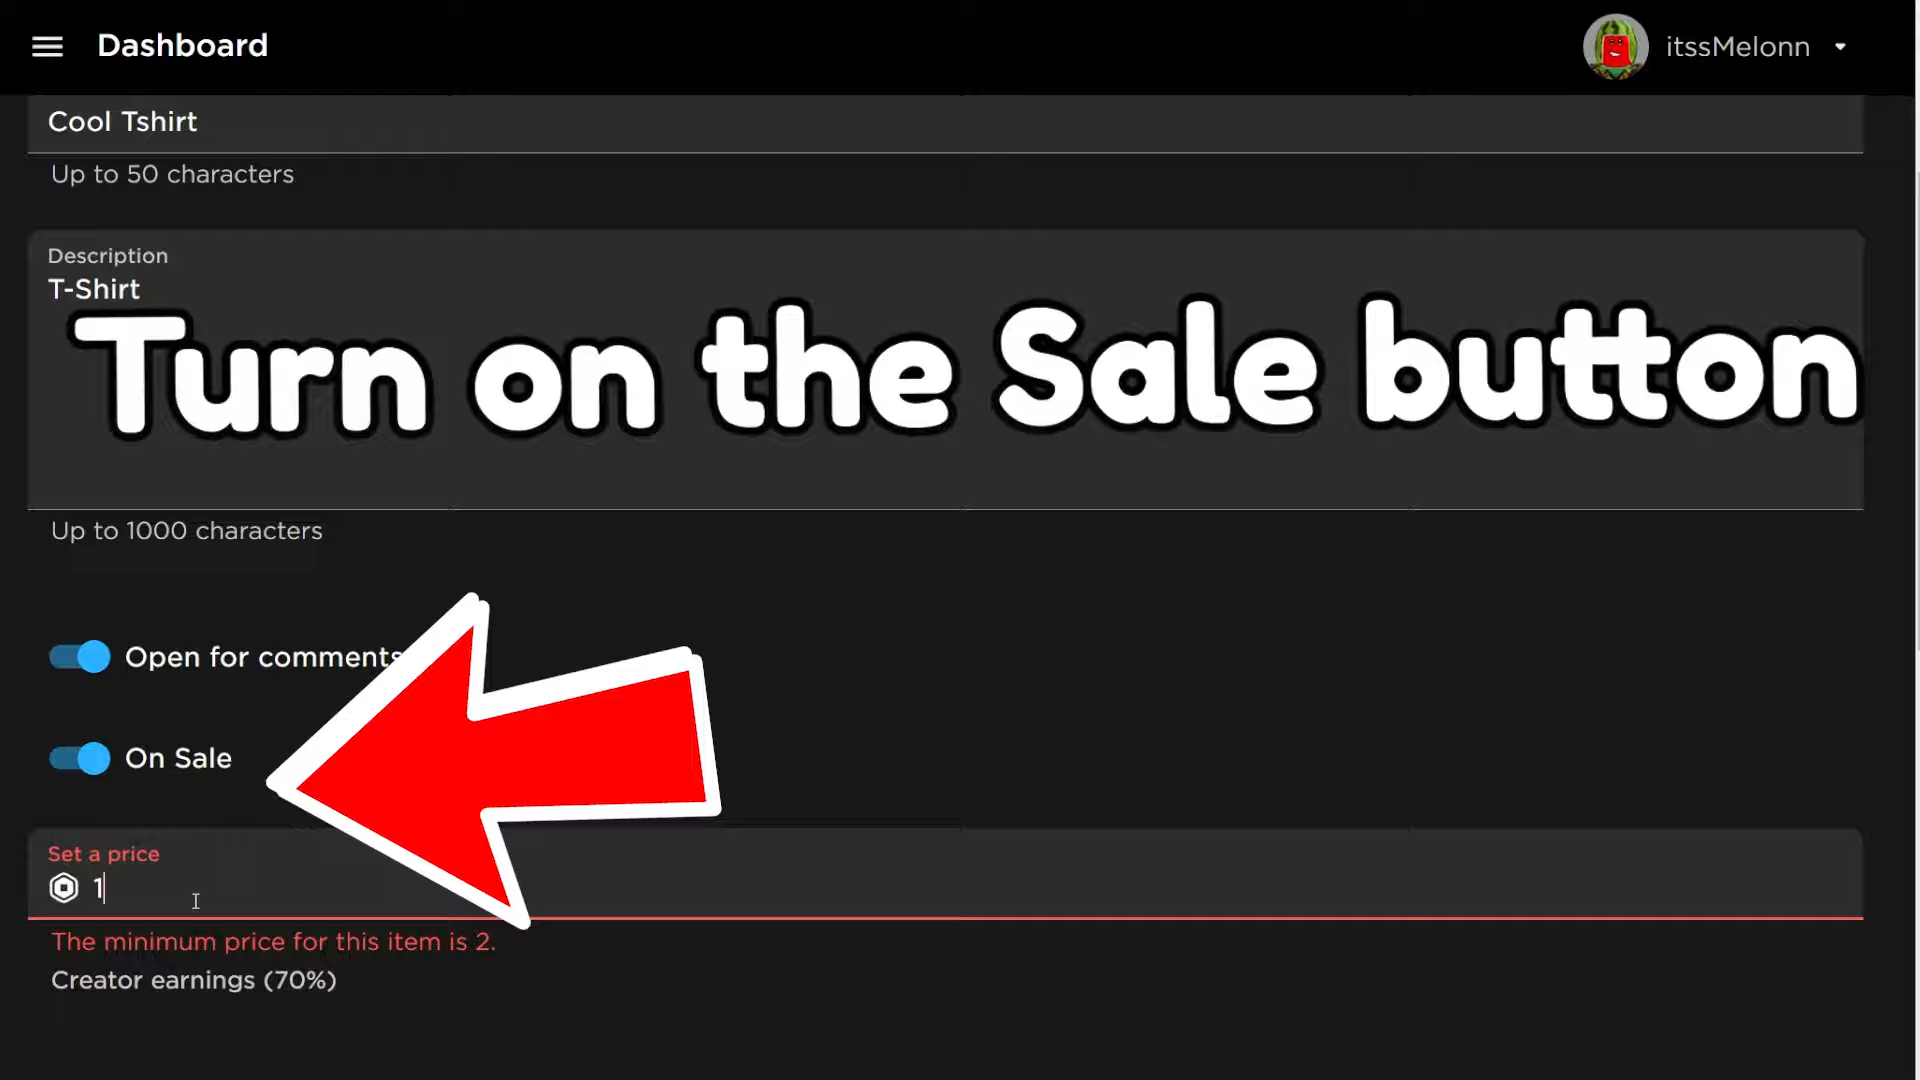 Dashboard
itssMelonn
Cool Tshirt
Up to 50 characters
Description
T-Shirt
Turn on the Sale button
Up to 1000 characters
Open for comments
On Sale
Set a price
1
The minimum price for this item is 2.
Creator earnings (70%)